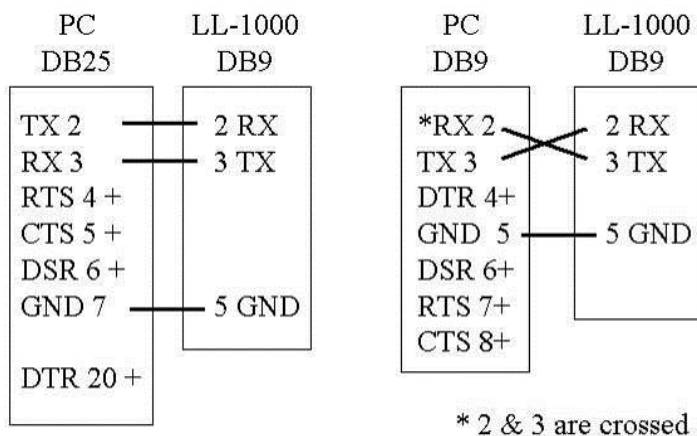 PC
DB25
LL-1000
DB9
TX 2
RX 3
RTS 4 +
CTS 5 +
DSR 6 +
GND 7
DTR 20 +
2 RX
3 TX
5 GND
PC
DB9
LL-1000
DB9
*RX 2
TX 3
DTR 4+
GND 5
DSR 6+
RTS 7+
CTS 8+
2 RX
3 TX
5 GND
* 2 & 3 are crossed